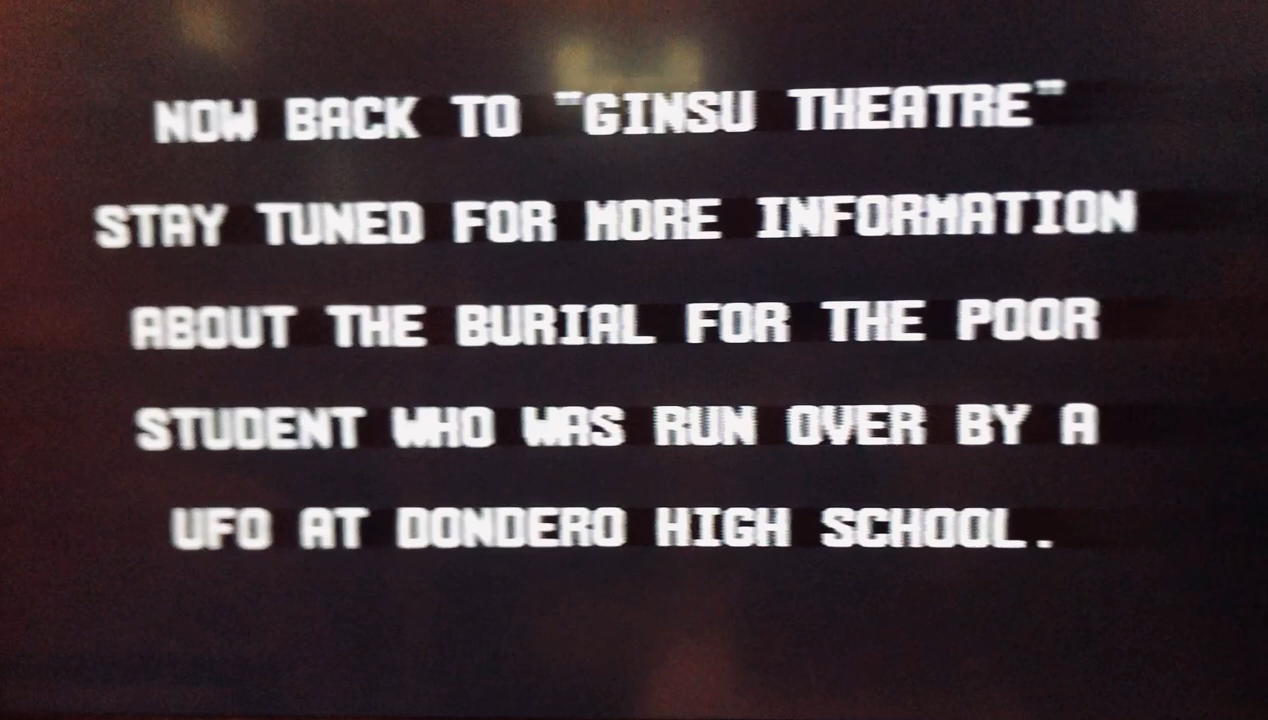 NOW BACK TO "GINSU THEATRE"
STAY TUNED FOR MORE INFORMATION
ABOUT THE BURIAL FOR THE POOR
STUDENT WHO WAS RUN OVER BY A
UFO AT DONDERO HIGH SCHOOL.